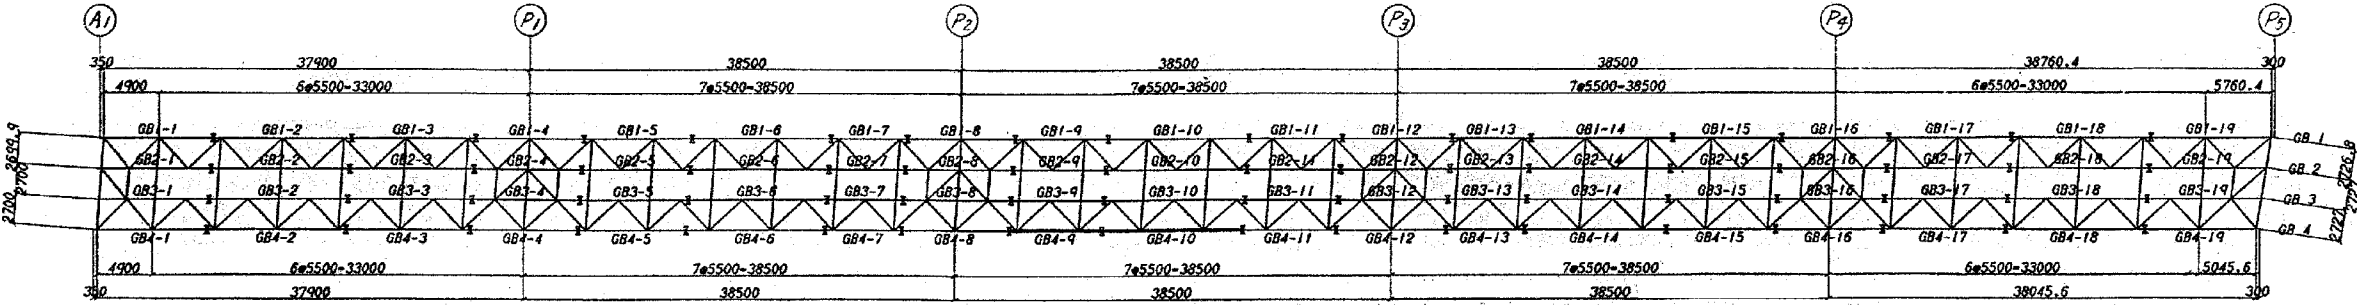 A1 P1 P2 P3 P4 P5
350 37900 38500 38500 38500 38760.4 300
4900 6@5500=33000 7@5500=38500 7@5500=38500 7@5500=38500 6@5500=33000 5760.4
GB1-1 GB1-2 GB1-3 GB1-4 GB1-5 GB1-6 GB1-7 GB1-8 GB1-9 GB1-10 GB1-11 GB1-12 GB1-13 GB1-14 GB1-15 GB1-16 GB1-17 GB1-18 GB1-19 GB 1
2699.9 GB2-1 GB2-2 GB2-3 GB2-4 GB2-5 GB2-6 GB2-7 GB2-8 GB2-9 GB2-10 GB2-11 GB2-12 GB2-13 GB2-14 GB2-15 GB2-16 GB2-17 GB2-18 GB2-19 GB 2 2726.8
2700 GB3-1 GB3-2 GB3-3 GB3-4 GB3-5 GB3-6 GB3-7 GB3-8 GB3-9 GB3-10 GB3-11 GB3-12 GB3-13 GB3-14 GB3-15 GB3-16 GB3-17 GB3-18 GB3-19 GB 3
2700 GB4-1 GB4-2 GB4-3 GB4-4 GB4-5 GB4-6 GB4-7 GB4-8 GB4-9 GB4-10 GB4-11 GB4-12 GB4-13 GB4-14 GB4-15 GB4-16 GB4-17 GB4-18 GB4-19 GB 4 2727
4900 6@5500=33000 7@5500=38500 7@5500=38500 7@5500=38500 6@5500=33000 5045.6
350 37900 38500 38500 38500 38045.6 300